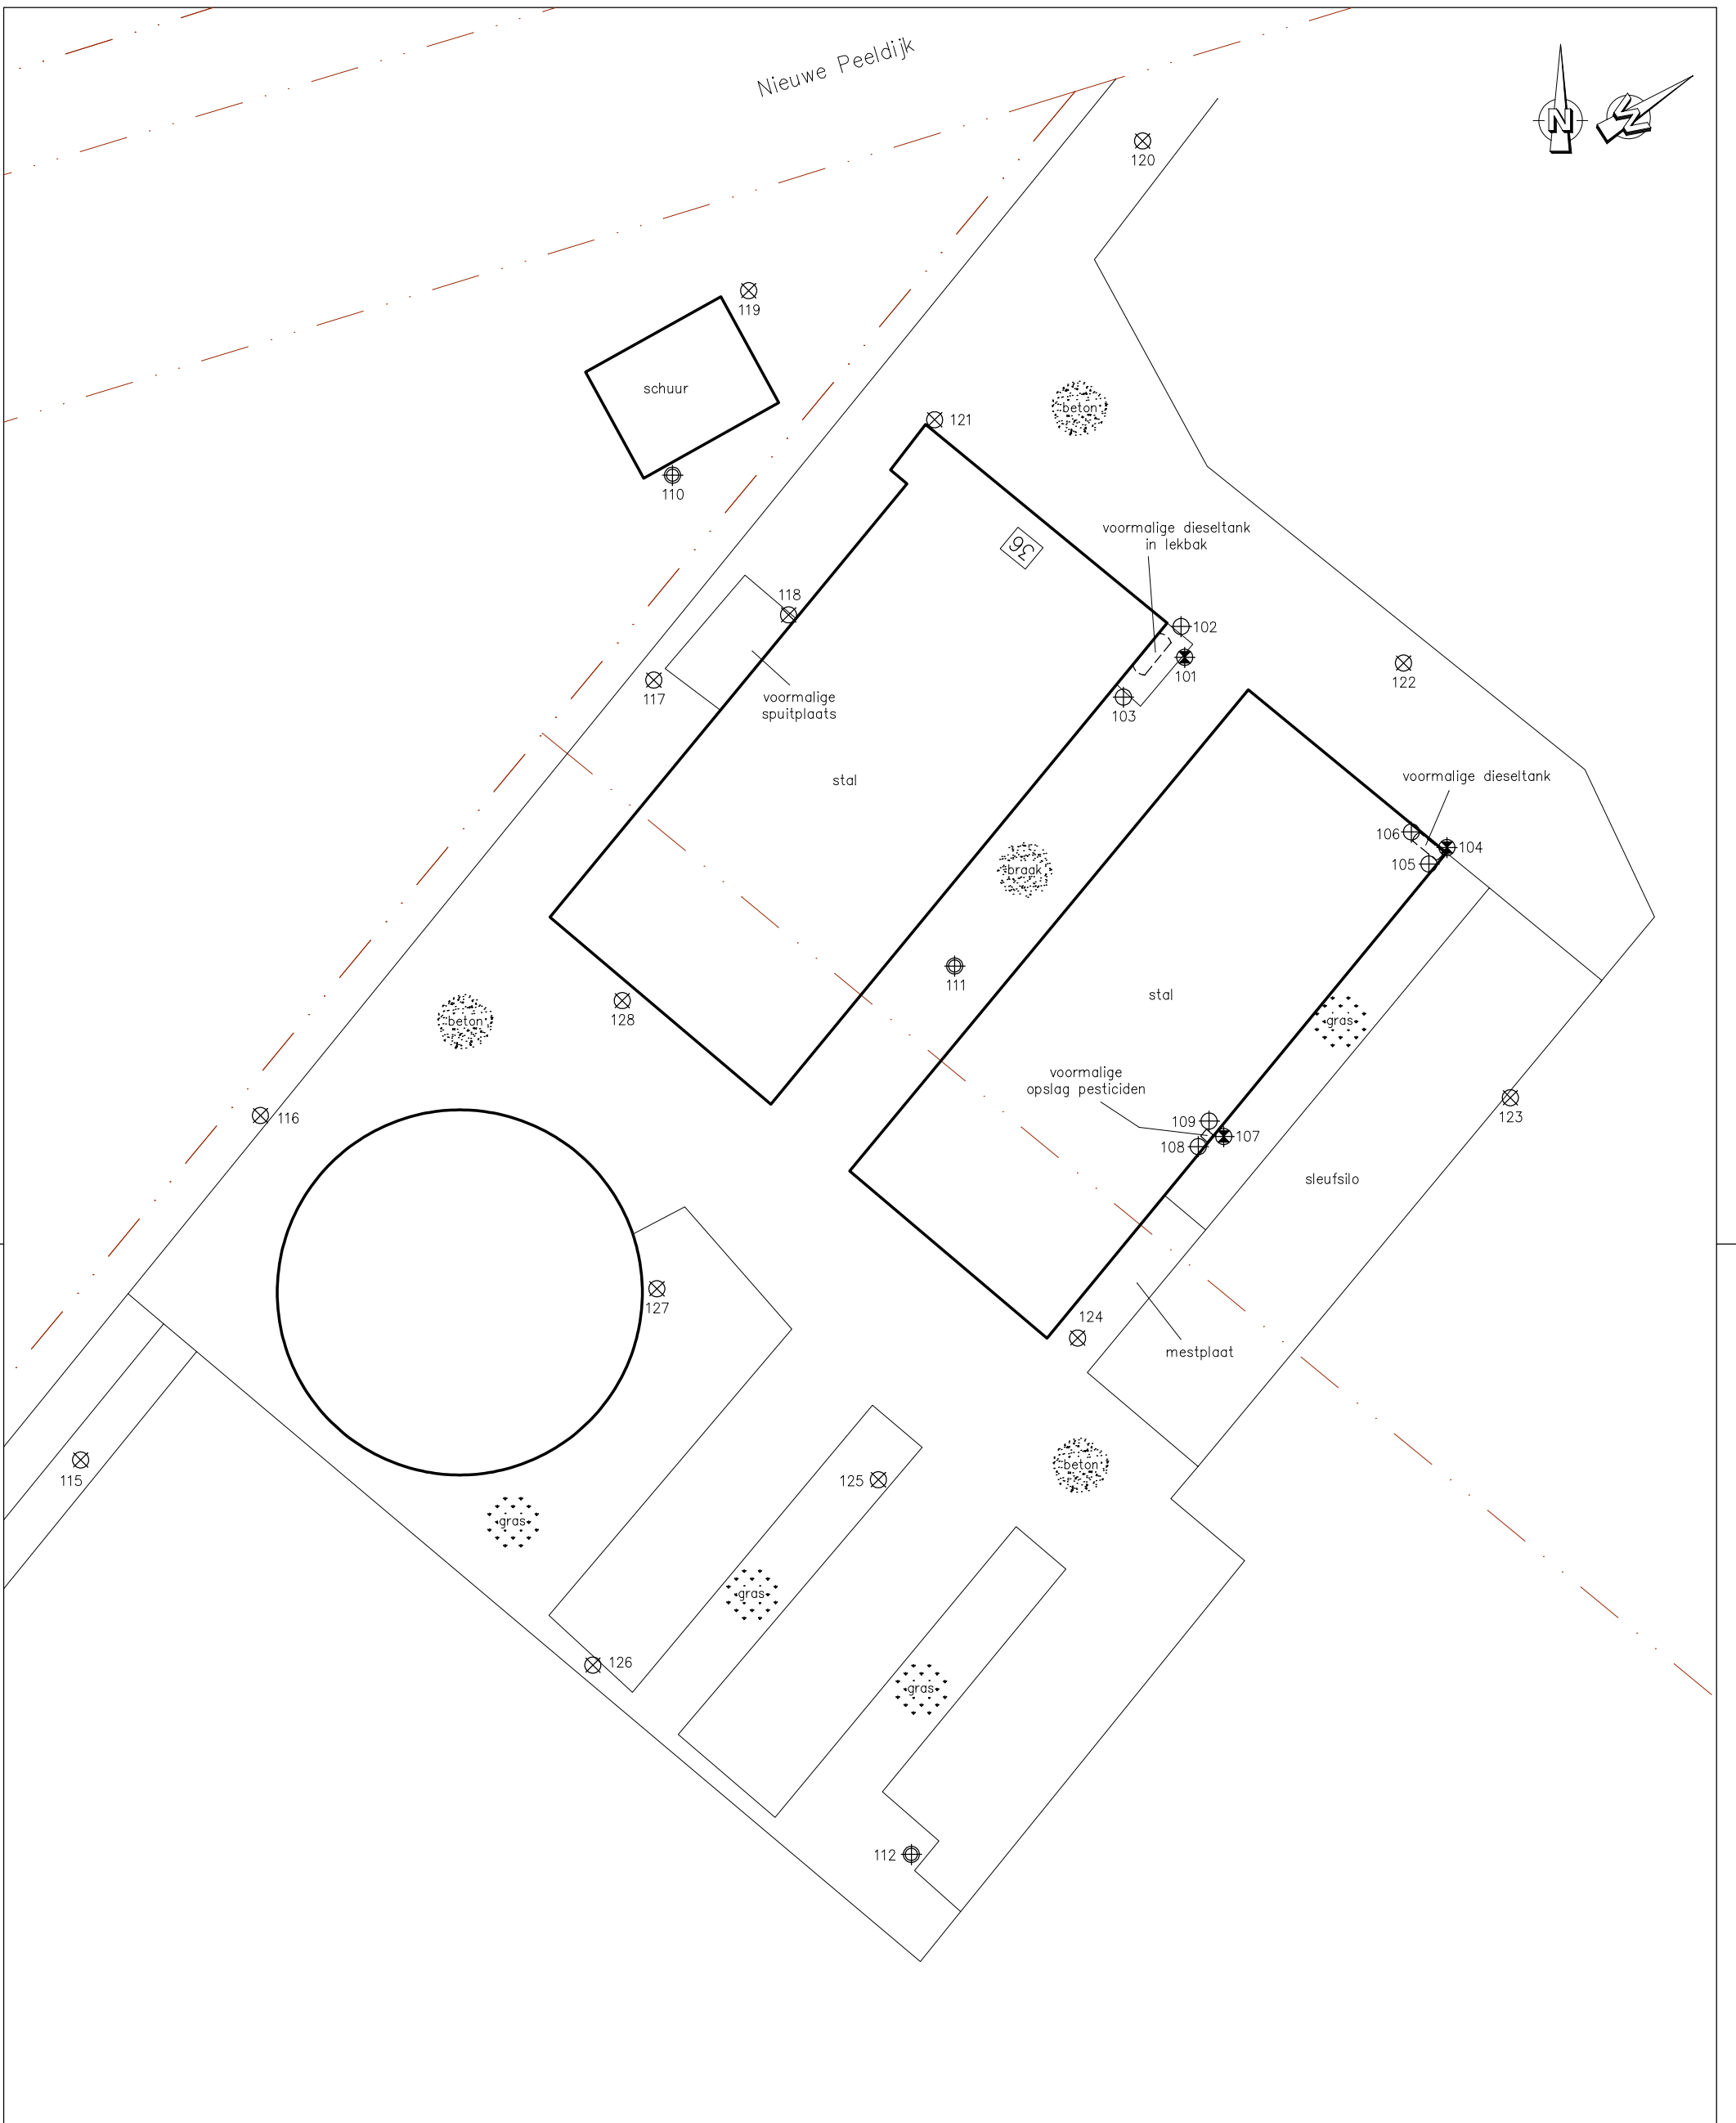 Nieuwe Peeldijk
N
N
120
119
schuur
beton
121
110
voormalige dieseltank
in lekbak
36
118
102
101
117
122
voormalige
spuitplaats
103
stal
voormalige dieseltank
106
104
105
braak
111
stal
128
beton
gras
voormalige
opslag pesticiden
123
116
109
107
108
sleufsilo
127
124
mestplaat
115
125
beton
gras
gras
126
gras
112